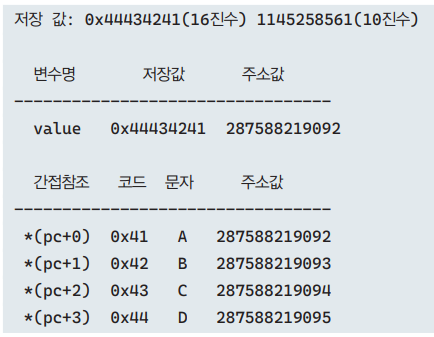 저장 값: 0x44434241(16진수) 1145258561(10진수)
변수명 저장값 주소값
---------------------------------
value 0x44434241 287588219092
간접참조 코드 문자 주소값
---------------------------------
*(pc+0) 0x41 A 287588219092
*(pc+1) 0x42 B 287588219093
*(pc+2) 0x43 C 287588219094
*(pc+3) 0x44 D 287588219095